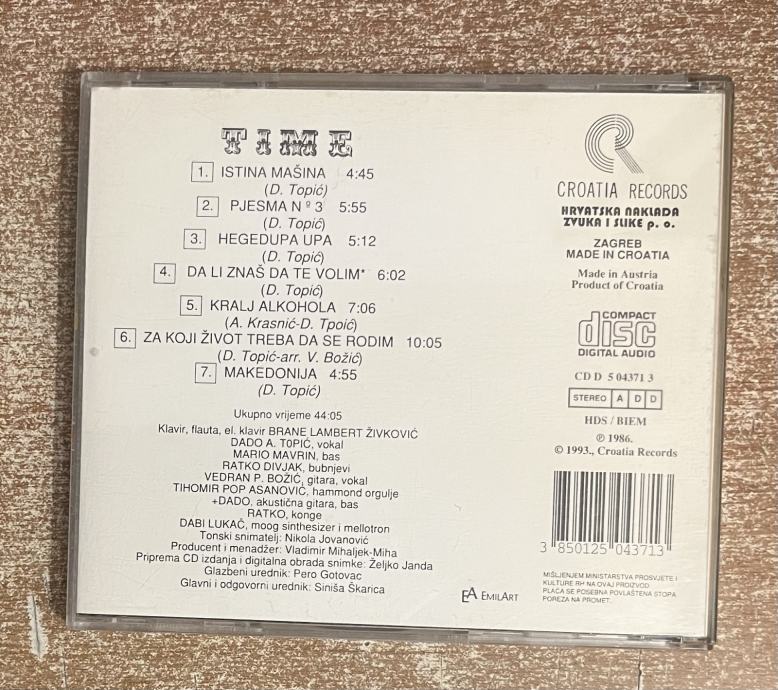 TIME
1. ISTINA MAŠINA 4:45
(D. Topić)
2. PJESMA Nº 3 5:55
(D. Topić)
3. HEGEDUPA UPA 5:12
(D. Topić)
4. DA LI ZNAŠ DA TE VOLIM* 6:02
(D. Topić)
5. KRALJ ALKOHOLA 7:06
(A. Krasnić-D. Tpoić)
6. ZA KOJI ŽIVOT TREBA DA SE RODIM 10:05
(D. Topić-arr. V. Božić)
7. MAKEDONIJA 4:55
(D. Topić)
Ukupno vrijeme 44:05
Klavir, flauta, el. klavir BRANE LAMBERT ŽIVKOVIĆ
DADO A. TOPIĆ, vokal
MARIO MAVRIN, bas
RATKO DIVJAK, bubnjevi
VEDRAN P. BOŽIĆ, gitara, vokal
TIHOMIR POP ASANOVIĆ, hammond orgulje
+DADO, akustična gitara, bas
RATKO, konge
DABI LUKAČ, moog sinthesizer i mellotron
Tonski snimatelj: Nikola Jovanović
Producent i menadžer: Vladimir Mihaljek-Miha
Priprema CD izdanja i digitalna obrada snimke: Željko Janda
Glazbeni urednik: Pero Gotovac
Glavni i odgovorni urednik: Siniša Škarica
EA EMILART
CROATIA RECORDS
HRVATSKA NAKLADA
ZVUKA I SLIKE p. o.
ZAGREB
MADE IN CROATIA
Made in Austria
Product of Croatia
COMPACT
disc
DIGITAL AUDIO
CD D 5 04371 3
STEREO A D D
HDS / BIEM
℗ 1986.
© 1993., Croatia Records
3 850125 043713
MIŠLJENJEM MINISTARSTVA PROSVJETE I
KULTURE RH NA OVAJ PROIZVOD
PLAĆA SE POSEBNA POVLAŠTENA STOPA
POREZA NA PROMET.